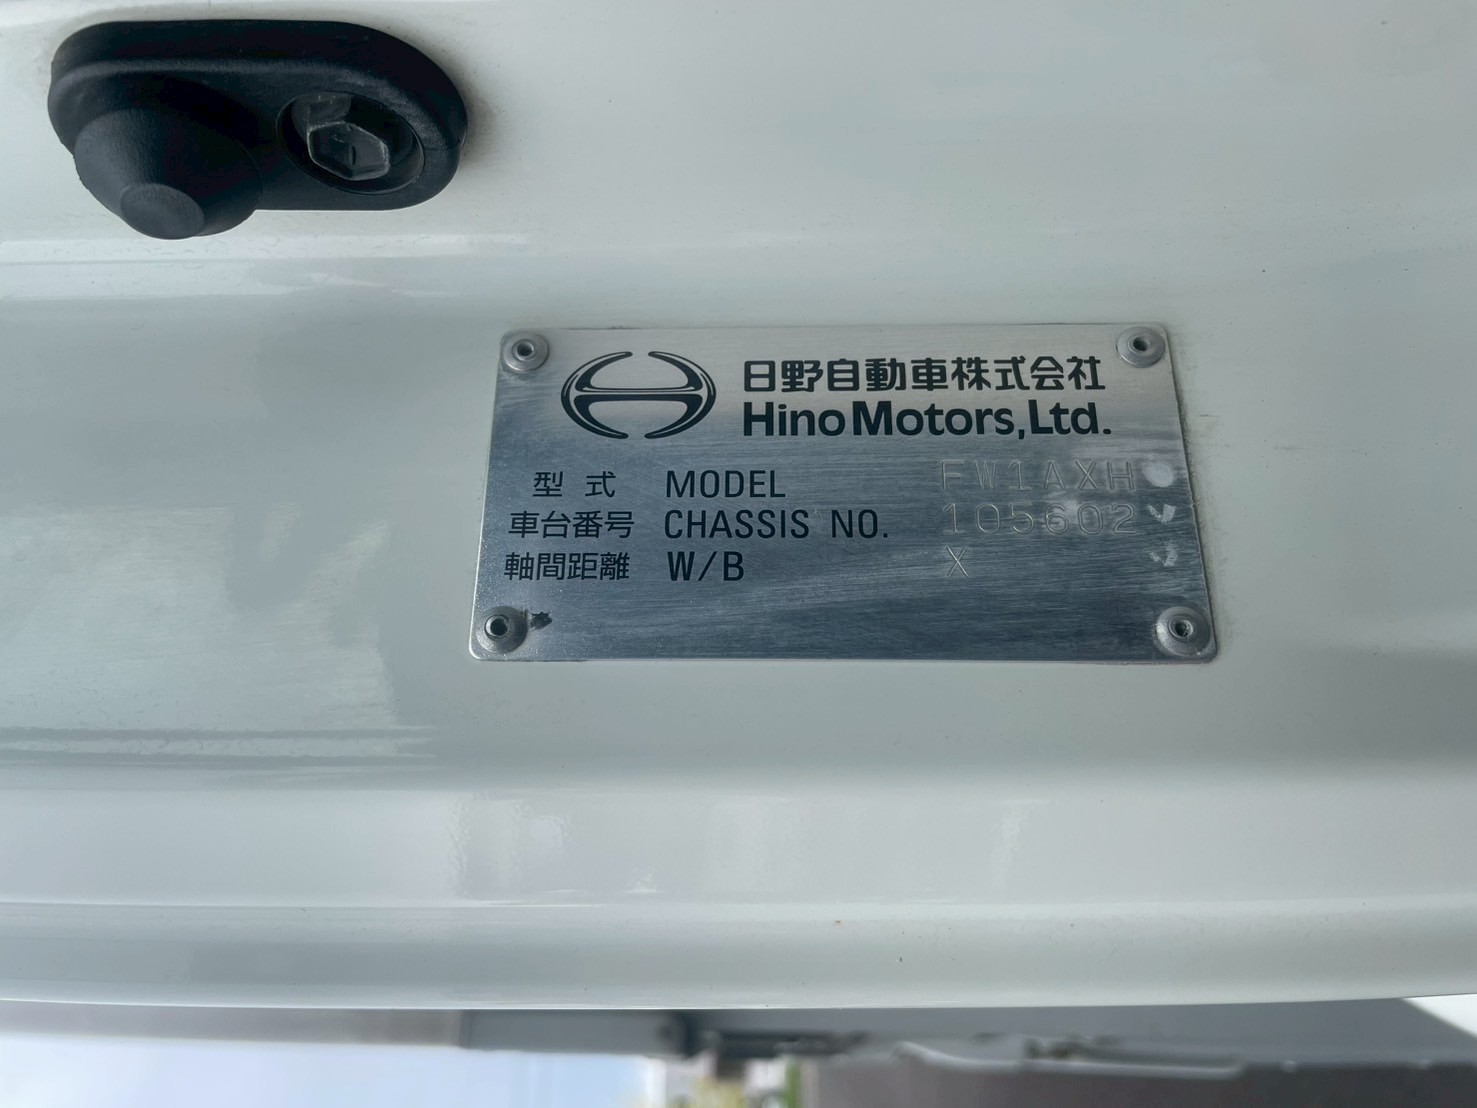 日野自動車株式会社
Hino Motors, Ltd.
型式 MODEL FW1AXH
車台番号 CHASSIS NO. 105602
軸間距離 W/B X